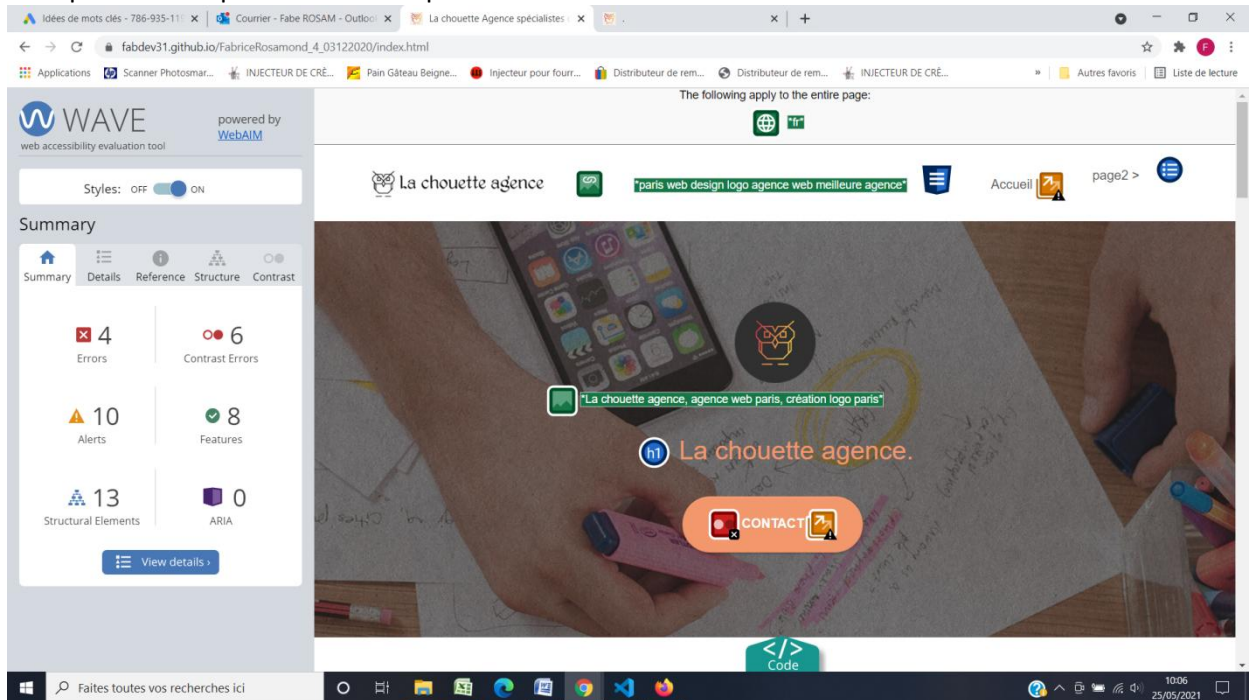 Idées de mots clés - 786-935-11
Courrier - Fabe ROSAM - Outloo
La chouette Agence spécialistes
.
fabdev31.github.io/FabriceRosamond_4_03122020/index.html
Applications
Scanner Photosmar...
INJECTEUR DE CRÈ...
Pain Gâteau Beigne...
Injecteur pour fourr...
Distributeur de rem...
Distributeur de rem...
INJECTEUR DE CRÈ...
»
Autres favoris
Liste de lecture
WAVE
web accessibility evaluation tool
powered by
WebAIM
Styles: OFF ON
Summary
Summary Details Reference Structure Contrast
4
Errors
6
Contrast Errors
10
Alerts
8
Features
13
Structural Elements
0
ARIA
View details ›
The following apply to the entire page:
*fr*
La chouette agence
*paris web design logo agence web meilleure agence*
Accueil
page2 >
*La chouette agence, agence web paris, création logo paris*
h1 La chouette agence.
CONTACT
</>
Code
Faites toutes vos recherches ici
10:06
25/05/2021